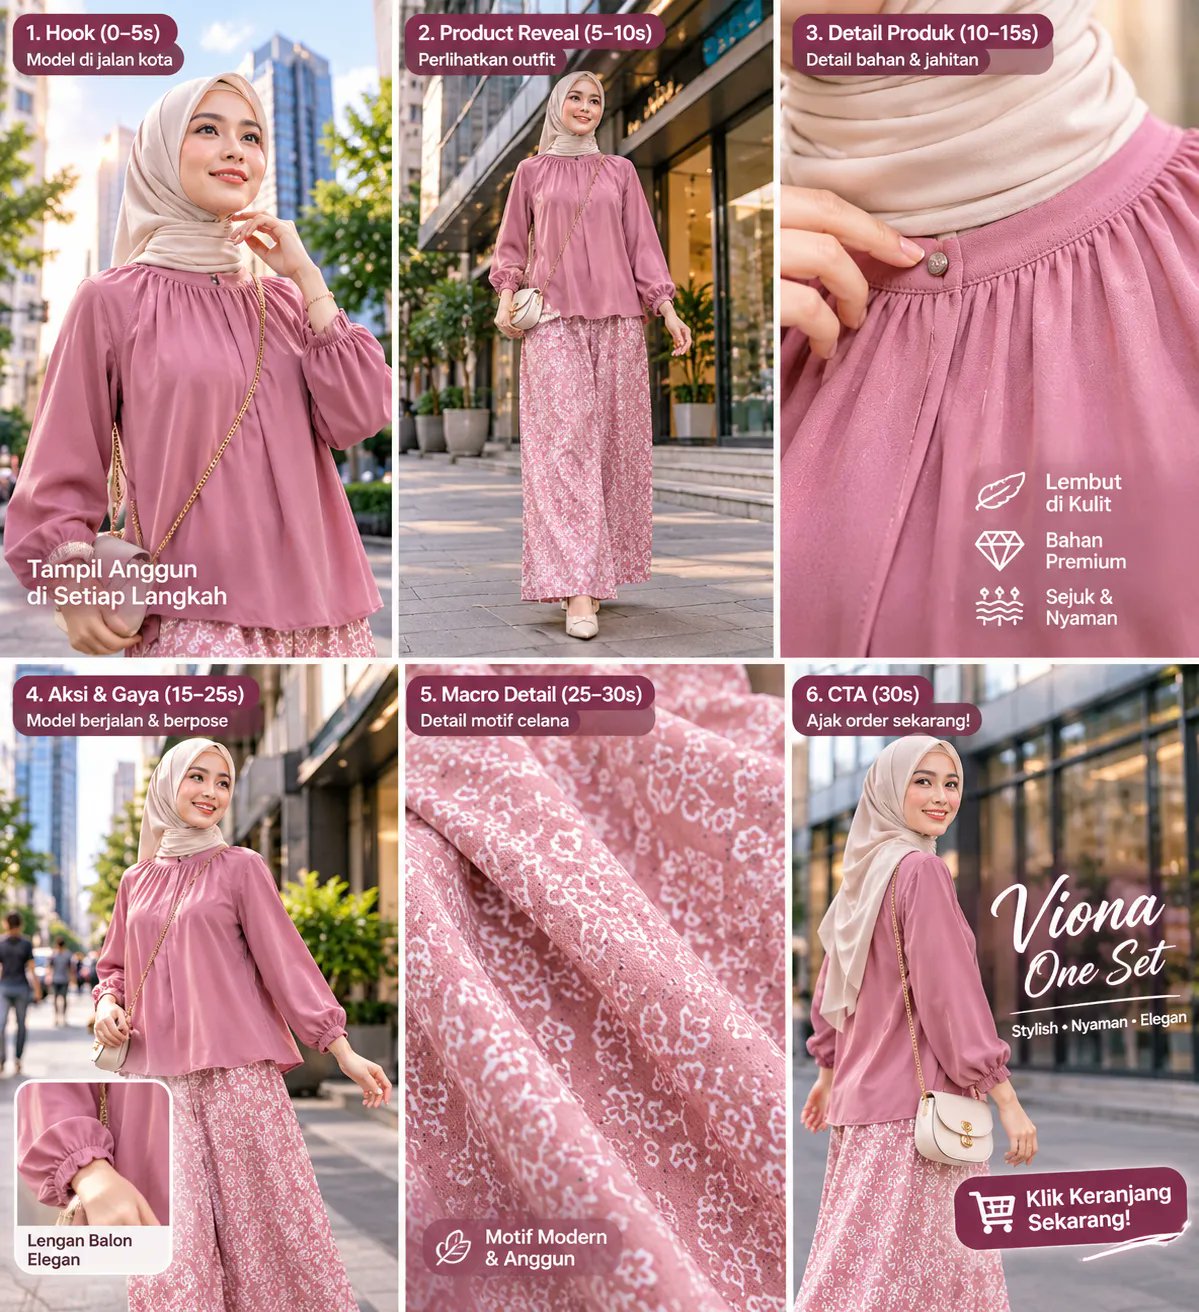 1. Hook (0–5s)
Model di jalan kota
Tampil Anggun
di Setiap Langkah
2. Product Reveal (5–10s)
Perlihatkan outfit
3. Detail Produk (10–15s)
Detail bahan & jahitan
Lembut
di Kulit
Bahan
Premium
Sejuk &
Nyaman
4. Aksi & Gaya (15–25s)
Model berjalan & berpose
Lengan Balon
Elegan
5. Macro Detail (25–30s)
Detail motif celana
Motif Modern
& Anggun
6. CTA (30s)
Ajak order sekarang!
Viona
One Set
Stylish • Nyaman • Elegan
Klik Keranjang
Sekarang!